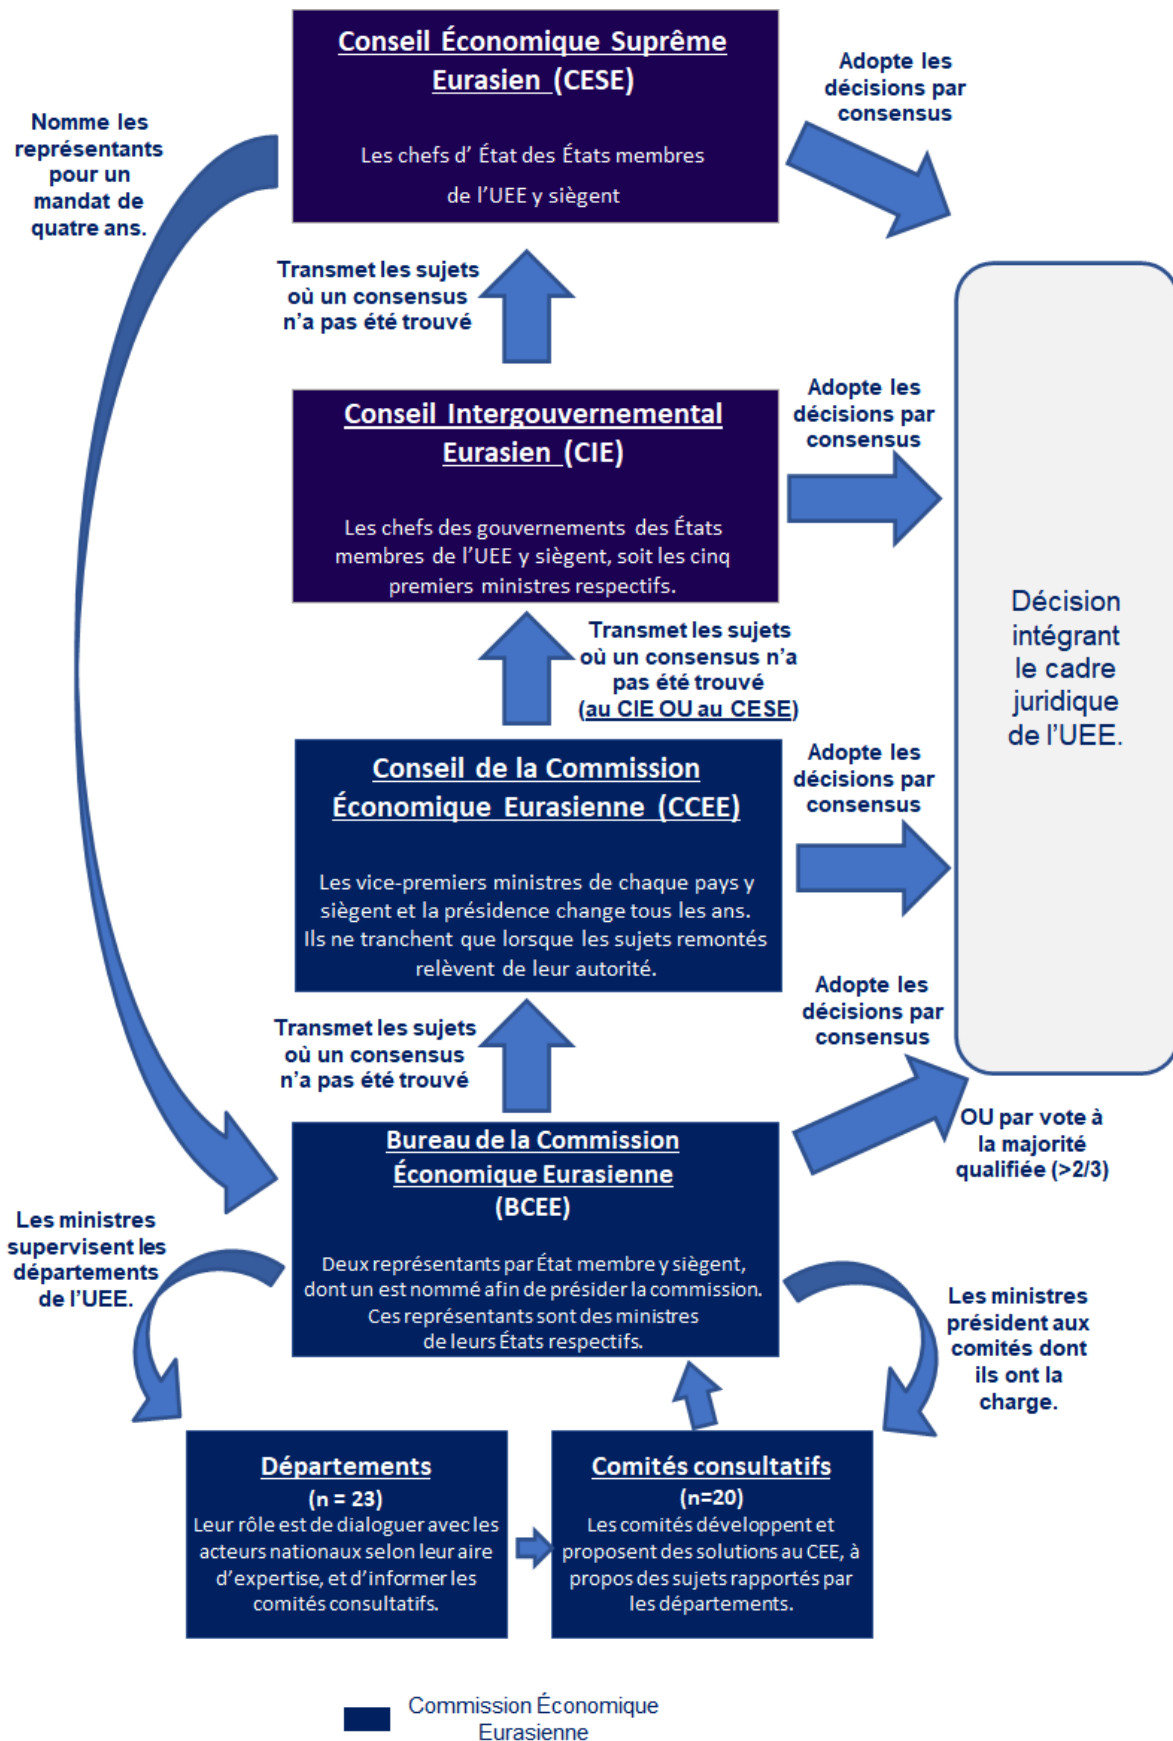 Conseil Économique Suprême
Eurasien (CESE)
Les chefs d' État des États membres
de l'UEE y siègent
Adopte les
décisions par
consensus
Nomme les
représentants
pour un
mandat de
quatre ans.
Transmet les sujets
où un consensus
n'a pas été trouvé
Conseil Intergouvernemental
Eurasien (CIE)
Les chefs des gouvernements des États
membres de l'UEE y siègent, soit les cinq
premiers ministres respectifs.
Adopte les
décisions par
consensus
Décision
intégrant
le cadre
juridique
de l'UEE.
Transmet les sujets
où un consensus n'a
pas été trouvé
(au CIE OU au CESE)
Conseil de la Commission
Économique Eurasienne (CCEE)
Les vice-premiers ministres de chaque pays y
siègent et la présidence change tous les ans.
Ils ne tranchent que lorsque les sujets remontés
relèvent de leur autorité.
Adopte les
décisions par
consensus
Transmet les sujets
où un consensus
n'a pas été trouvé
Adopte les
décisions par
consensus
OU par vote à
la majorité
qualifiée (>2/3)
Bureau de la Commission
Économique Eurasienne
(BCEE)
Deux représentants par État membre y siègent,
dont un est nommé afin de présider la commission.
Ces représentants sont des ministres
de leurs États respectifs.
Les ministres
supervisent les
départements
de l'UEE.
Les ministres
président aux
comités dont
ils ont la
charge.
Départements
(n = 23)
Leur rôle est de dialoguer avec les
acteurs nationaux selon leur aire
d'expertise, et d'informer les
comités consultatifs.
Comités consultatifs
(n=20)
Les comités développent et
proposent des solutions au CEE, à
propos des sujets rapportés par
les départements.
Commission Économique
Eurasienne